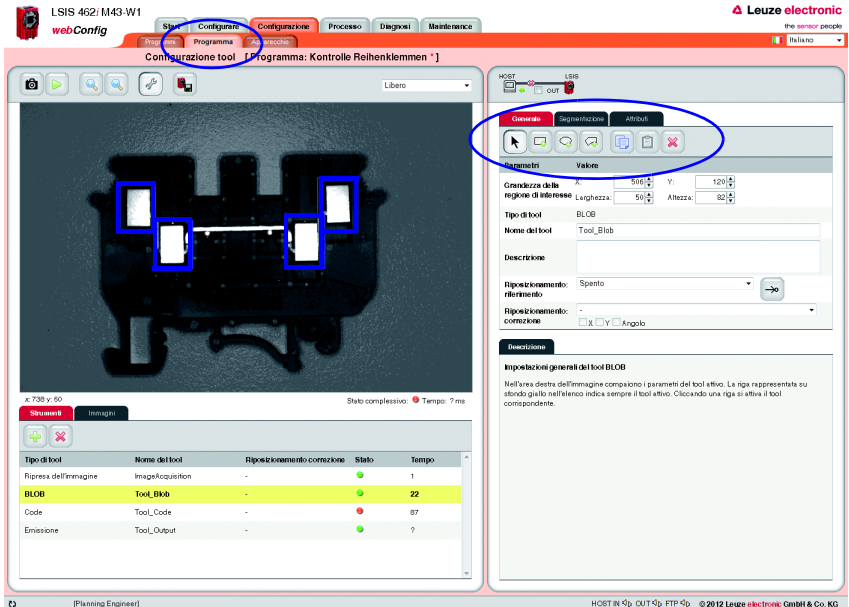 LSIS 462i M43-W1
webConfig
Leuze electronic
the sensor people
Start Configurare Configurazione Processo Diagnosi Maintenance
Programmi Programma Apparecchio
Italiano
Configurazione tool [Programma: Kontrolle Reihenklemmen * ]
Libero
x: 738 y: 60
Stato complessivo: Tempo: ? ms
Strumenti Immagini
Tipo di tool Nome del tool Riposizionamento correzione Stato Tempo
Ripresa dell'immagine ImageAcquisition - 1
BLOB Tool_Blob - 22
Code Tool_Code - 87
Emissione Tool_Output - ?
HOST LSIS
OUT
Generale Segmentazione Attributi
Parametri Valore
Grandezza della regione di interesse
X: 506 Y: 120
Larghezza: 50 Altezza: 82
Tipo di tool BLOB
Nome del tool Tool_Blob
Descrizione
Riposizionamento: riferimento Spento
Riposizionamento: correzione -
X Y Angolo
Descrizione
Impostazioni generali del tool BLOB
Nell'area destra dell'immagine compaiono i parametri del tool attivo. La riga rappresentata su
sfondo giallo nell'elenco indica sempre il tool attivo. Cliccando una riga si attiva il tool
corrispondente.
[Planning Engineer]
HOST IN OUT FTP © 2012 Leuze electronic GmbH & Co. KG